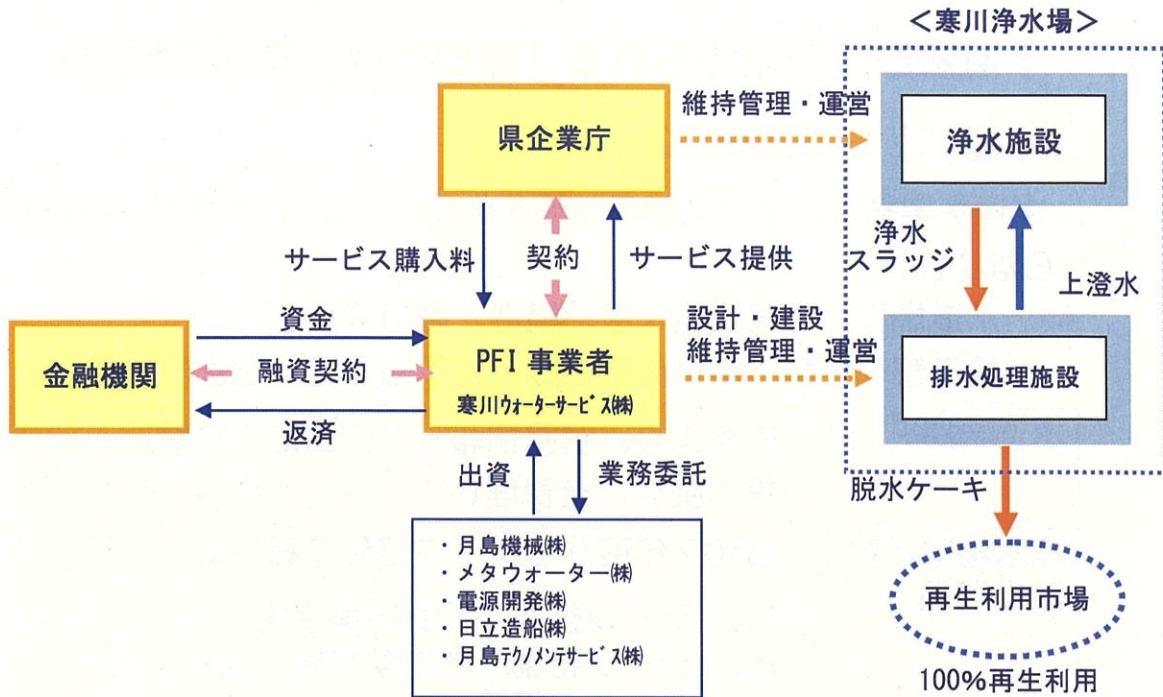 ＜寒川浄水場＞
県企業庁
維持管理・運営
浄水施設
サービス購入料
契約
サービス提供
浄水
スラッジ
上澄水
金融機関
資金
融資契約
返済
PFI 事業者
寒川ｳｫｰﾀｰｻｰﾋﾞｽ㈱
設計・建設
維持管理・運営
排水処理施設
出資
業務委託
脱水ケーキ
・月島機械㈱
・メタウォーター㈱
・電源開発㈱
・日立造船㈱
・月島ﾃｸﾉﾒﾝﾃｻｰﾋﾞｽ㈱
再生利用市場
100％再生利用